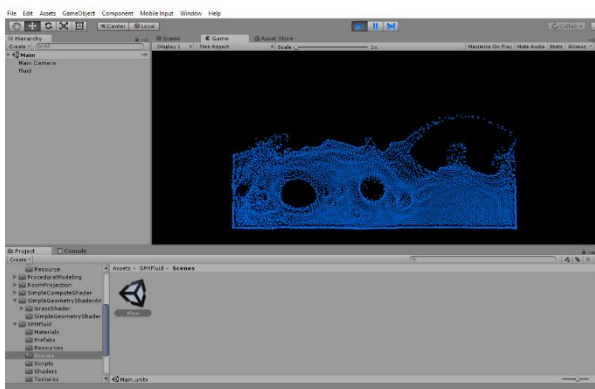 File Edit Assets GameObject Component Mobile Input Window Help
Center Local
Collab
Hierarchy
Scene
Game
Asset Store
Create
Display 1
Free Aspect
Scale
1x
Maximize On Play Mute Audio Stats Gizmos
Main
Main Camera
Fluid
Project
Console
Create
Resource
ProceduralModeling
RoomProjection
SimpleComputeShader
GrassShader
SimpleGeometryShader
SPHFluid
Materials
Prefabs
Resources
Scenes
Scripts
Shaders
Textures
Assets SPHFluid Scenes
Main
Main.unity